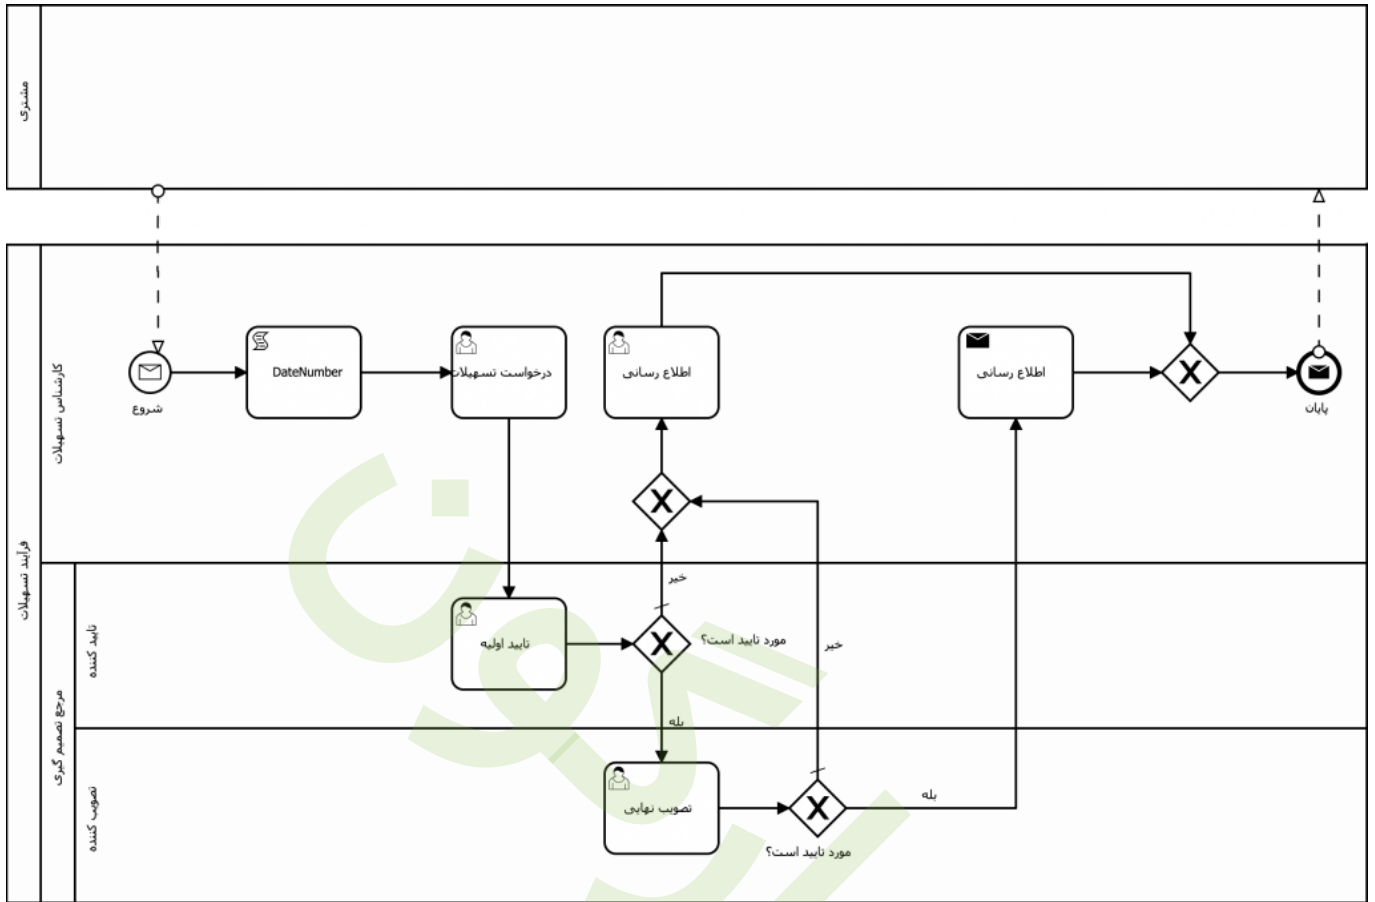 مشتری
فرآیند تسهیلات
کارشناس تسهیلات
شروع
DateNumber
درخواست تسهیلات
اطلاع رسانی
اطلاع رسانی
پایان
مرجع تصمیم گیری
تایید کننده
تایید اولیه
خیر
مورد تایید است؟
خیر
بله
تصویب کننده
تصویب نهایی
بله
مورد تایید است؟